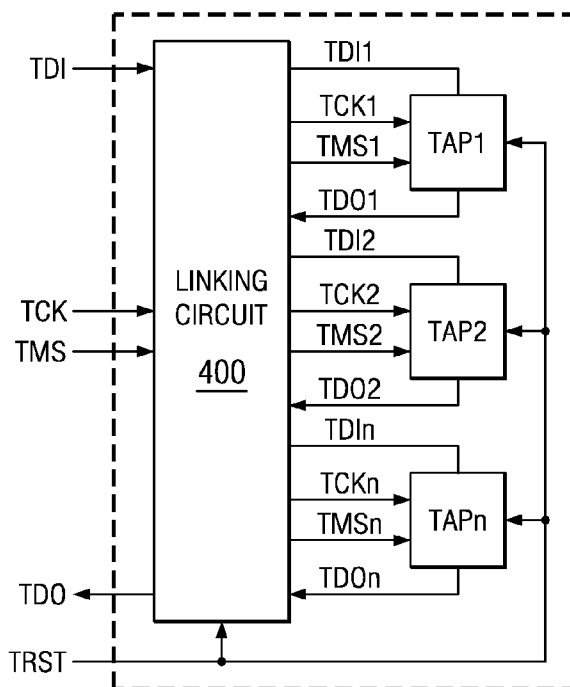 TDI
TCK
TMS
TDO
TRST
LINKING
CIRCUIT
400
TDI1
TCK1
TMS1
TDO1
TAP1
TDI2
TCK2
TMS2
TDO2
TAP2
TDIn
TCKn
TMSn
TDOn
TAPn